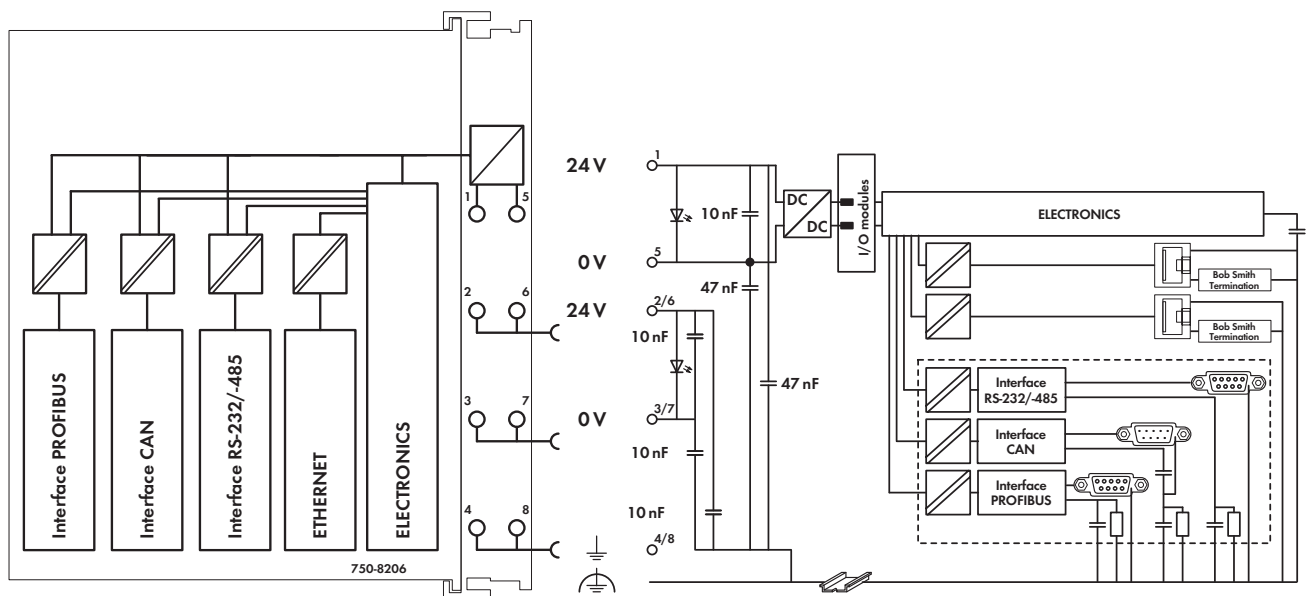 24 V
1
DC
DC
I/O modules
ELECTRONICS
10 nF
1
5
0 V
5
Bob Smith
Termination
2
6
24 V
2/6
47 nF
10 nF
Bob Smith
Termination
47 nF
Interface PROFIBUS
Interface CAN
Interface RS-232/-485
ETHERNET
ELECTRONICS
3
7
0 V
3/7
10 nF
10 nF
4
8
4/8
750-8206
Interface
RS-232/-485
Interface
CAN
Interface
PROFIBUS